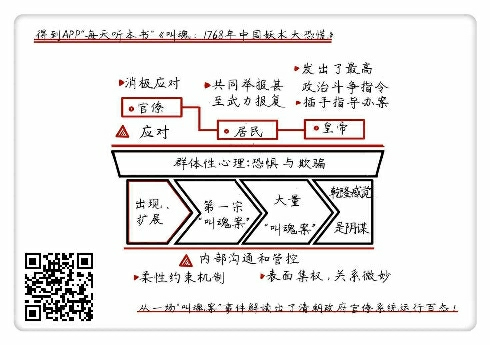 得到APP“每天听本书”《叫魂：1768年中国妖术大恐慌》
消极应对
共同举报甚
至武力报复
发出了最高
政治斗争指令
插手指导办案
官僚
居民
皇帝
应对
群体性心理：恐惧与欺骗
出现、
扩展
第一宗
“叫魂案”
大量
“叫魂案”
乾隆感觉
是阴谋
内部沟通和管控
柔性约束机制
表面集权，关系微妙
从一场“叫魂案”事件解读出了清朝政府官僚系统运行百态！